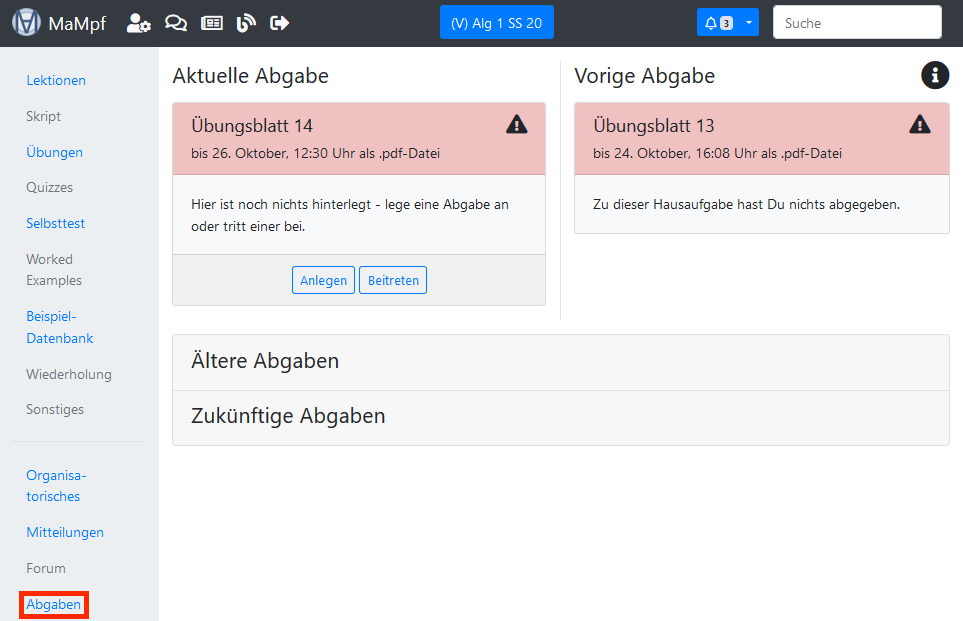 MaMpf
(V) Alg 1 SS 20
3
Suche
Lektionen
Skript
Übungen
Quizzes
Selbsttest
Worked
Examples
Beispiel-
Datenbank
Wiederholung
Sonstiges
Organisa-
torisches
Mitteilungen
Forum
Abgaben
Aktuelle Abgabe
Übungsblatt 14
bis 26. Oktober, 12:30 Uhr als .pdf-Datei
Hier ist noch nichts hinterlegt - lege eine Abgabe an
oder tritt einer bei.
Anlegen
Beitreten
Vorige Abgabe
Übungsblatt 13
bis 24. Oktober, 16:08 Uhr als .pdf-Datei
Zu dieser Hausaufgabe hast Du nichts abgegeben.
Ältere Abgaben
Zukünftige Abgaben